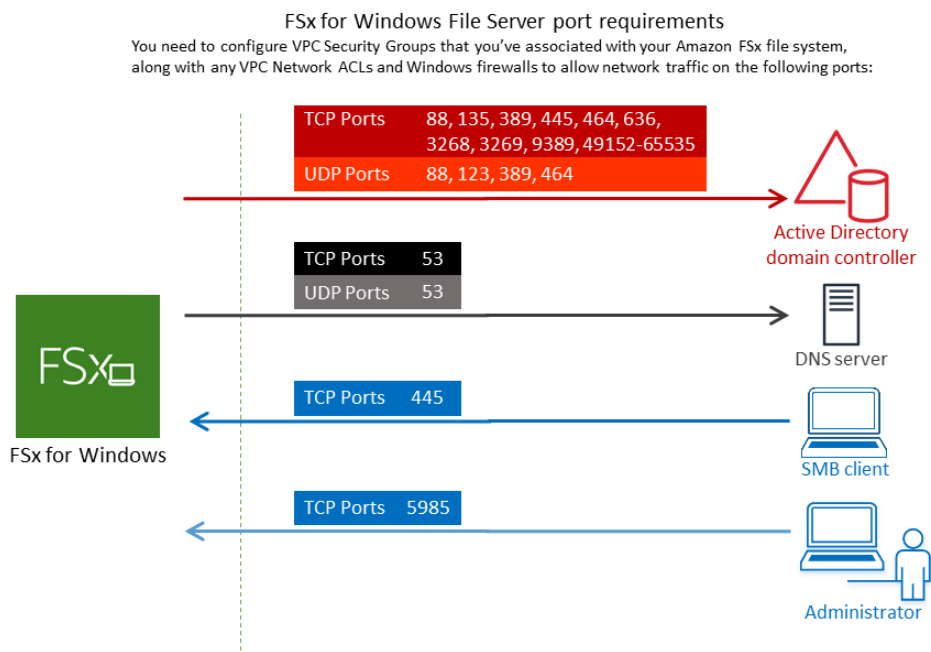 FSx for Windows File Server port requirements
You need to configure VPC Security Groups that you've associated with your Amazon FSx file system,
along with any VPC Network ACLs and Windows firewalls to allow network traffic on the following ports:
TCP Ports 88, 135, 389, 445, 464, 636,
3268, 3269, 9389, 49152-65535
UDP Ports 88, 123, 389, 464
Active Directory
domain controller
TCP Ports 53
UDP Ports 53
DNS server
FSx
FSx for Windows
TCP Ports 445
SMB client
TCP Ports 5985
Administrator